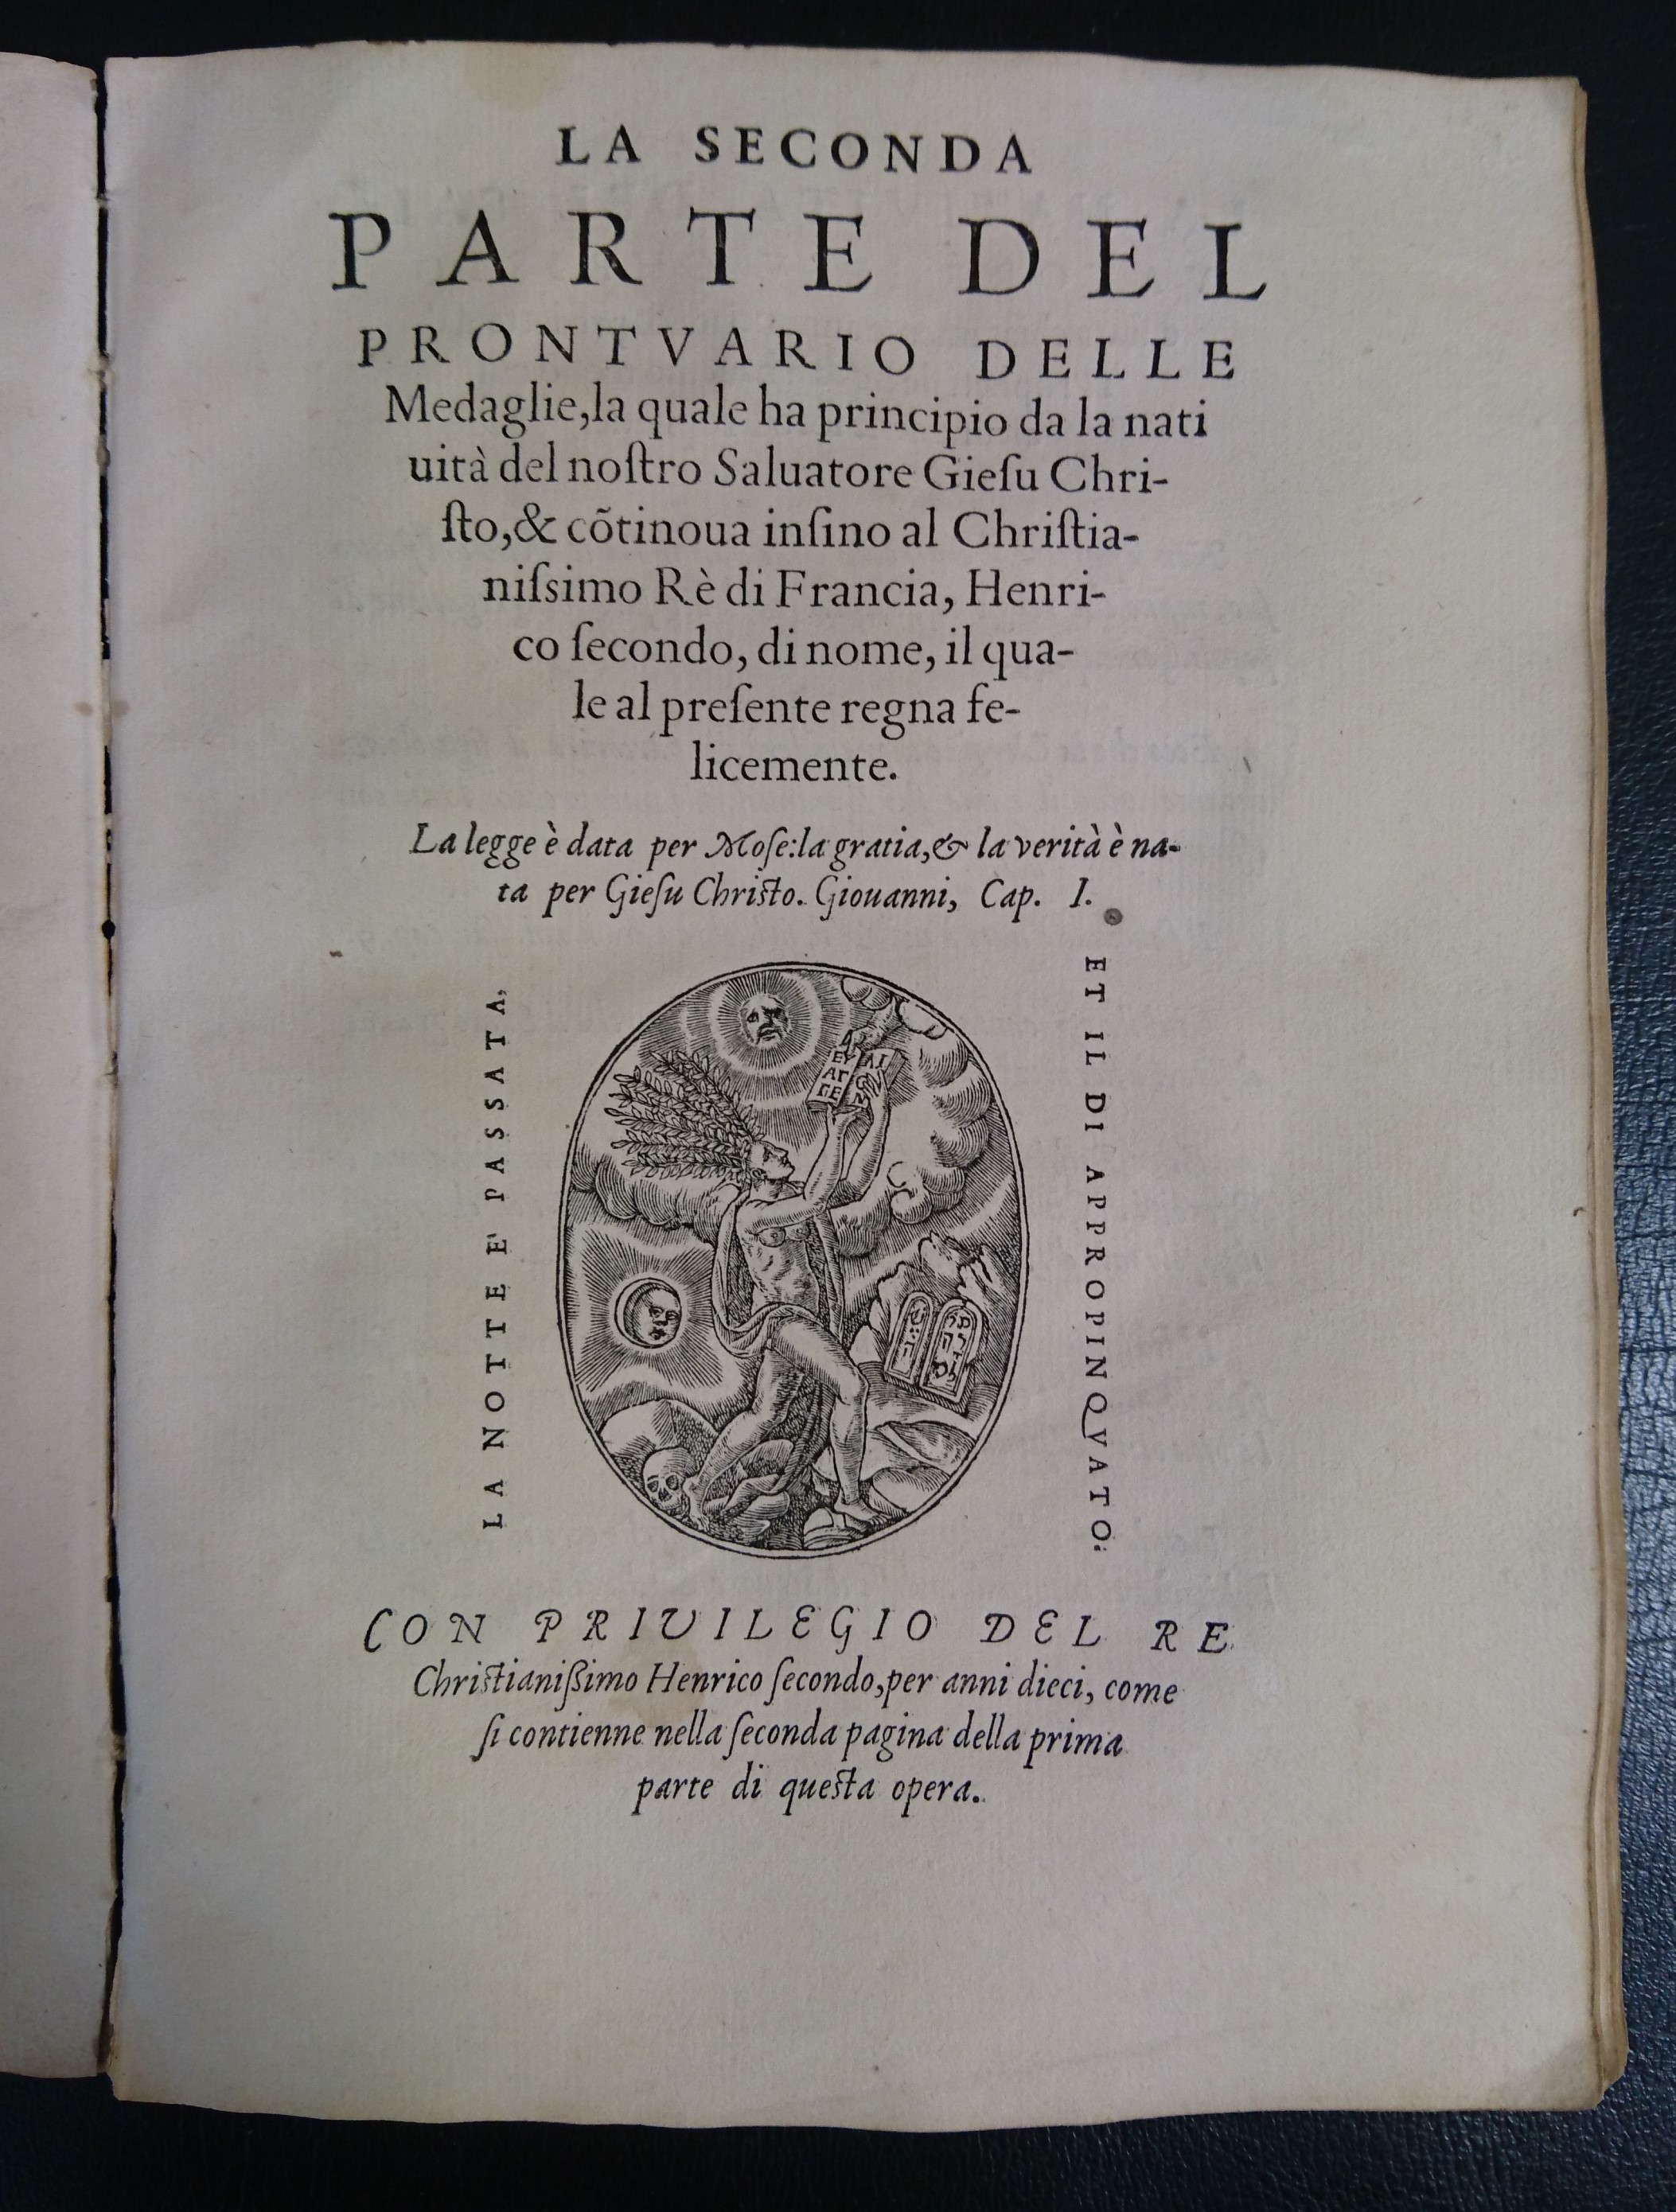 LA SECONDA
PARTE DEL
PRONTVARIO DELLE
Medaglie, la quale ha principio da la nati
uità del noſtro Saluatore Gieſu Chri-
ſto, & cõtinoua inſino al Chriſtia-
niſsimo Rè di Francia, Henri-
co ſecondo, di nome, il qua-
le al preſente regna fe-
licemente.
La legge è data per Moſe: la gratia, & la verità è na-
ta per Gieſu Chriſto. Giouanni, Cap. I.
LA NOTTE E' PASSATA,
ET IL DI APPROPINQVATO:
CON PRIUILEGIO DEL RE
Chriſtianißimo Henrico ſecondo, per anni dieci, come
ſi contienne nella ſeconda pagina della prima
parte di queſta opera.